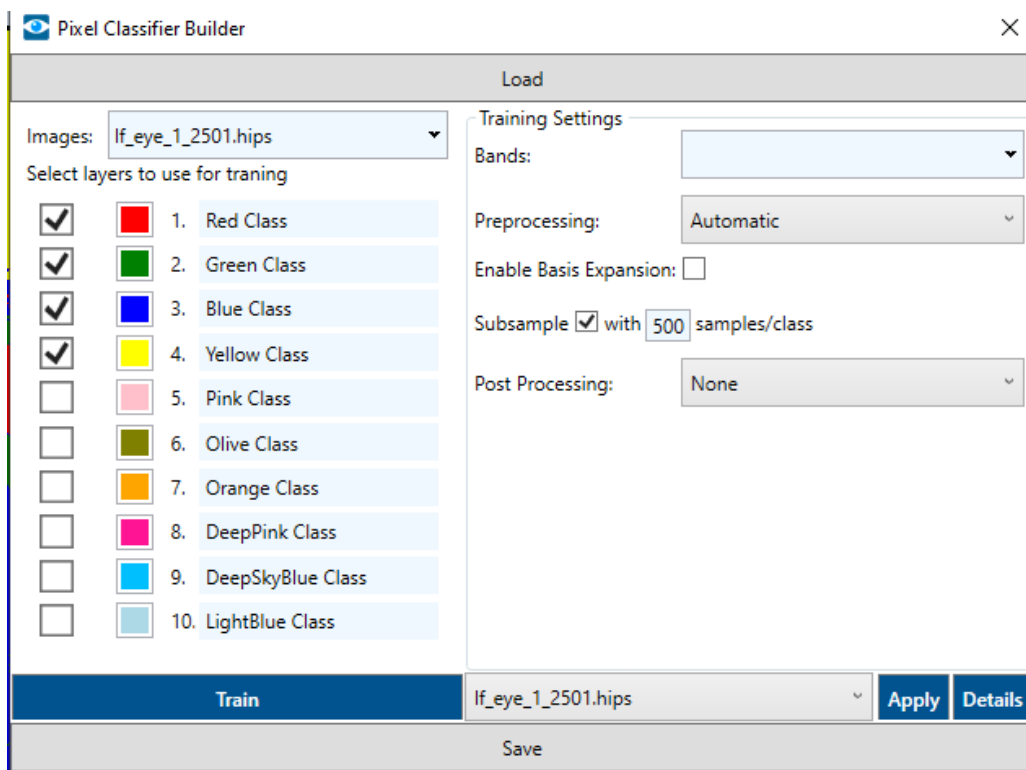 Pixel Classifier Builder
Load
Images: lf_eye_1_2501.hips
Select layers to use for traning
1. Red Class
2. Green Class
3. Blue Class
4. Yellow Class
5. Pink Class
6. Olive Class
7. Orange Class
8. DeepPink Class
9. DeepSkyBlue Class
10. LightBlue Class
Training Settings
Bands:
Preprocessing: Automatic
Enable Basis Expansion:
Subsample with 500 samples/class
Post Processing: None
Train
lf_eye_1_2501.hips
Apply
Details
Save